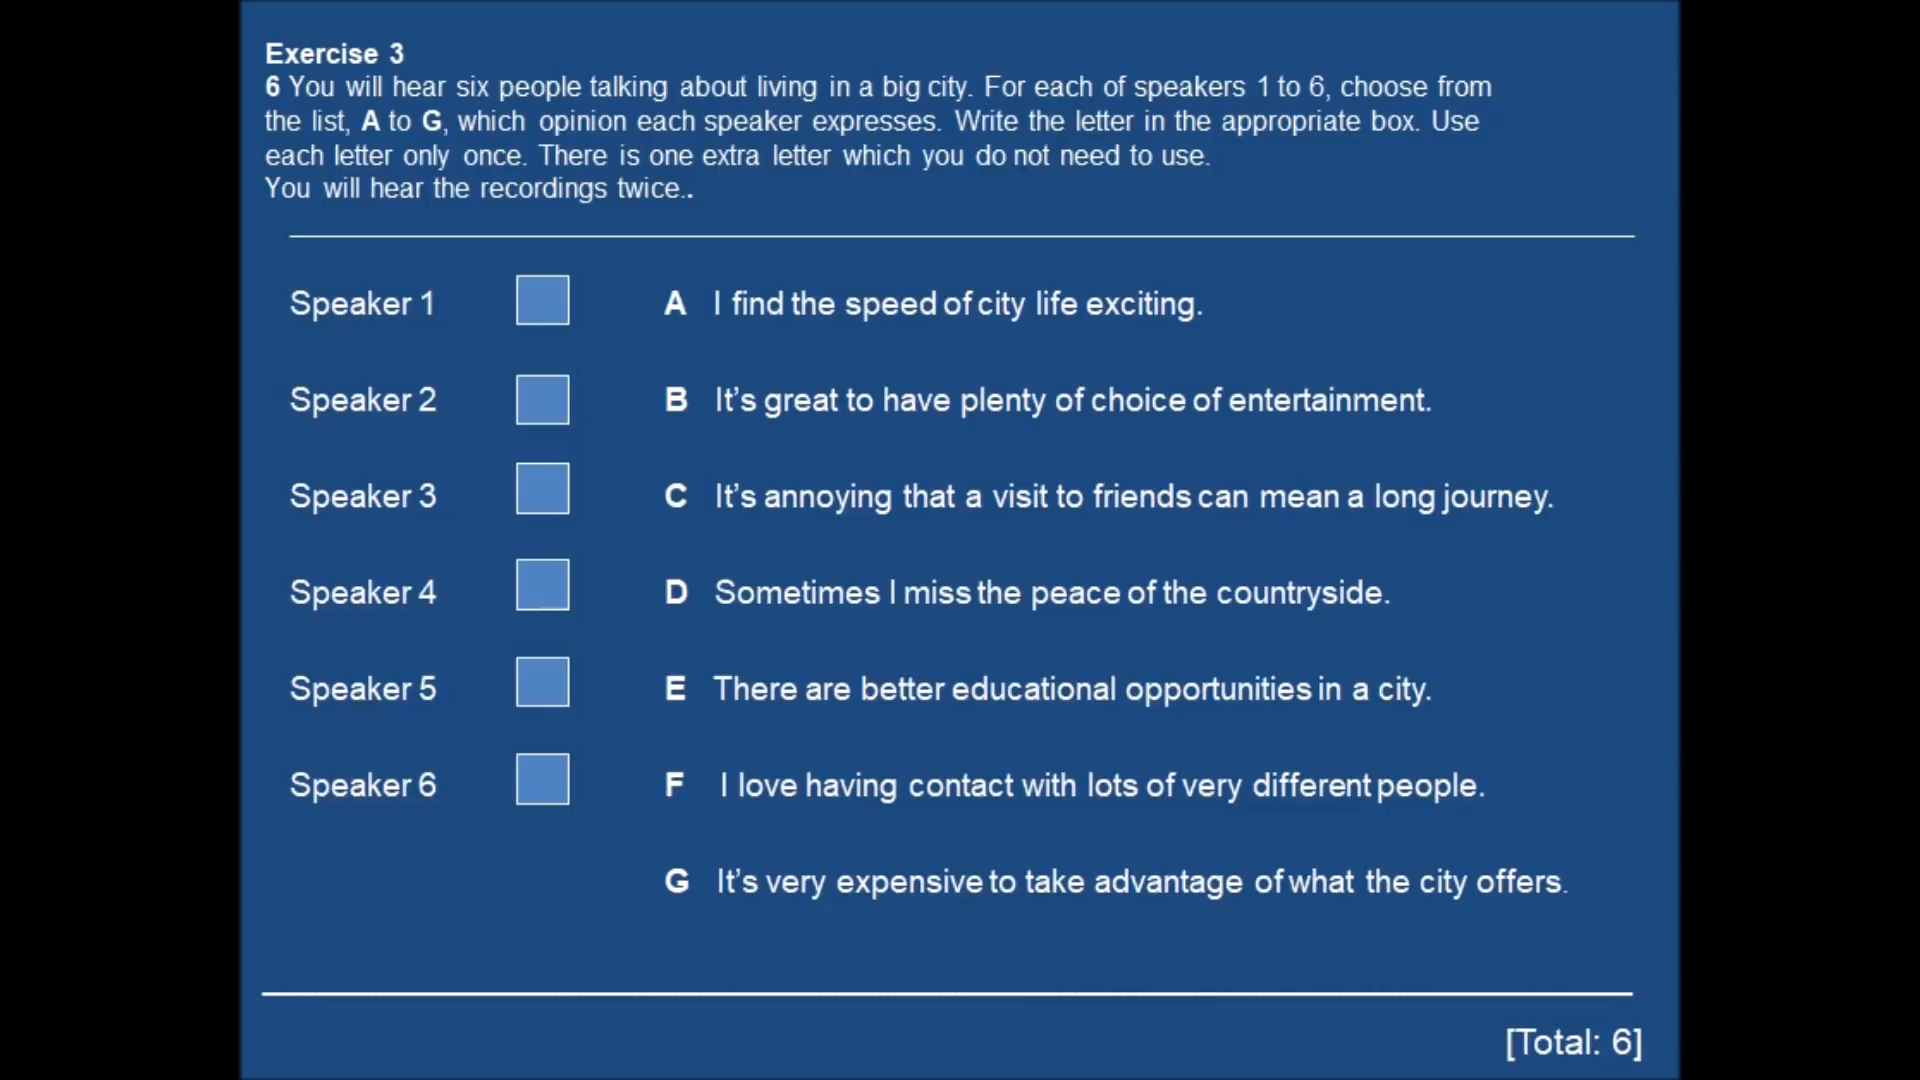 Exercise 3
6 You will hear six people talking about living in a big city. For each of speakers 1 to 6, choose from
the list, A to G, which opinion each speaker expresses. Write the letter in the appropriate box. Use
each letter only once. There is one extra letter which you do not need to use.
You will hear the recordings twice..
Speaker 1 A I find the speed of city life exciting.
Speaker 2 B It’s great to have plenty of choice of entertainment.
Speaker 3 C It’s annoying that a visit to friends can mean a long journey.
Speaker 4 D Sometimes I miss the peace of the countryside.
Speaker 5 E There are better educational opportunities in a city.
Speaker 6 F I love having contact with lots of very different people.
G It’s very expensive to take advantage of what the city offers.
[Total: 6]